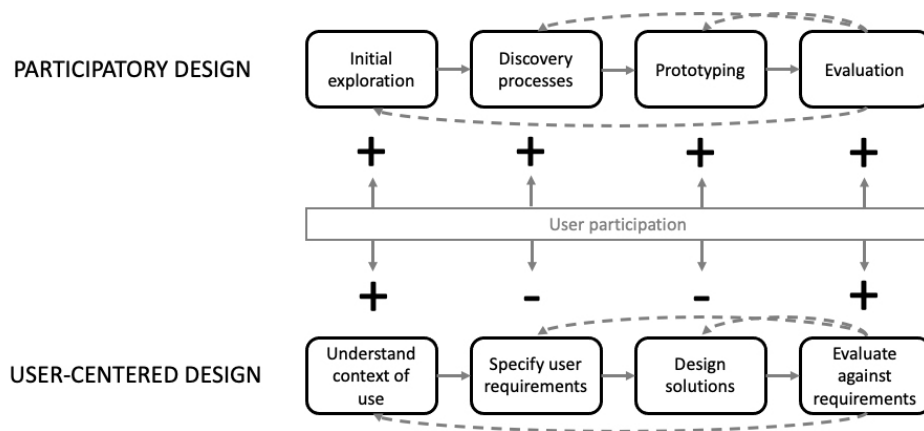 PARTICIPATORY DESIGN
Initial
exploration
Discovery
processes
Prototyping
Evaluation
+ + + +
User participation
+ - - +
USER-CENTERED DESIGN
Understand
context of
use
Specify user
requirements
Design
solutions
Evaluate
against
requirements